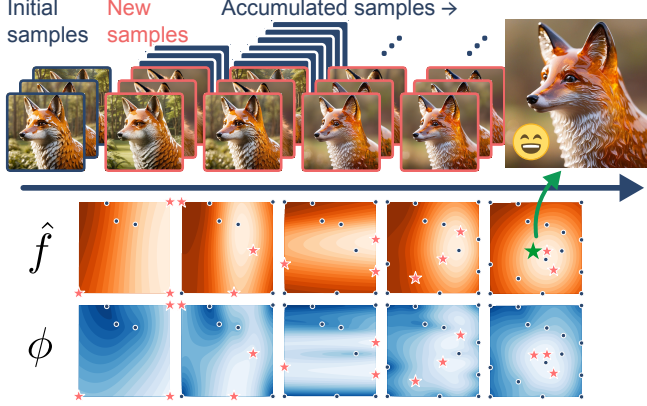 Initial
samples
New
samples
Accumulated samples →
f̂
ϕ